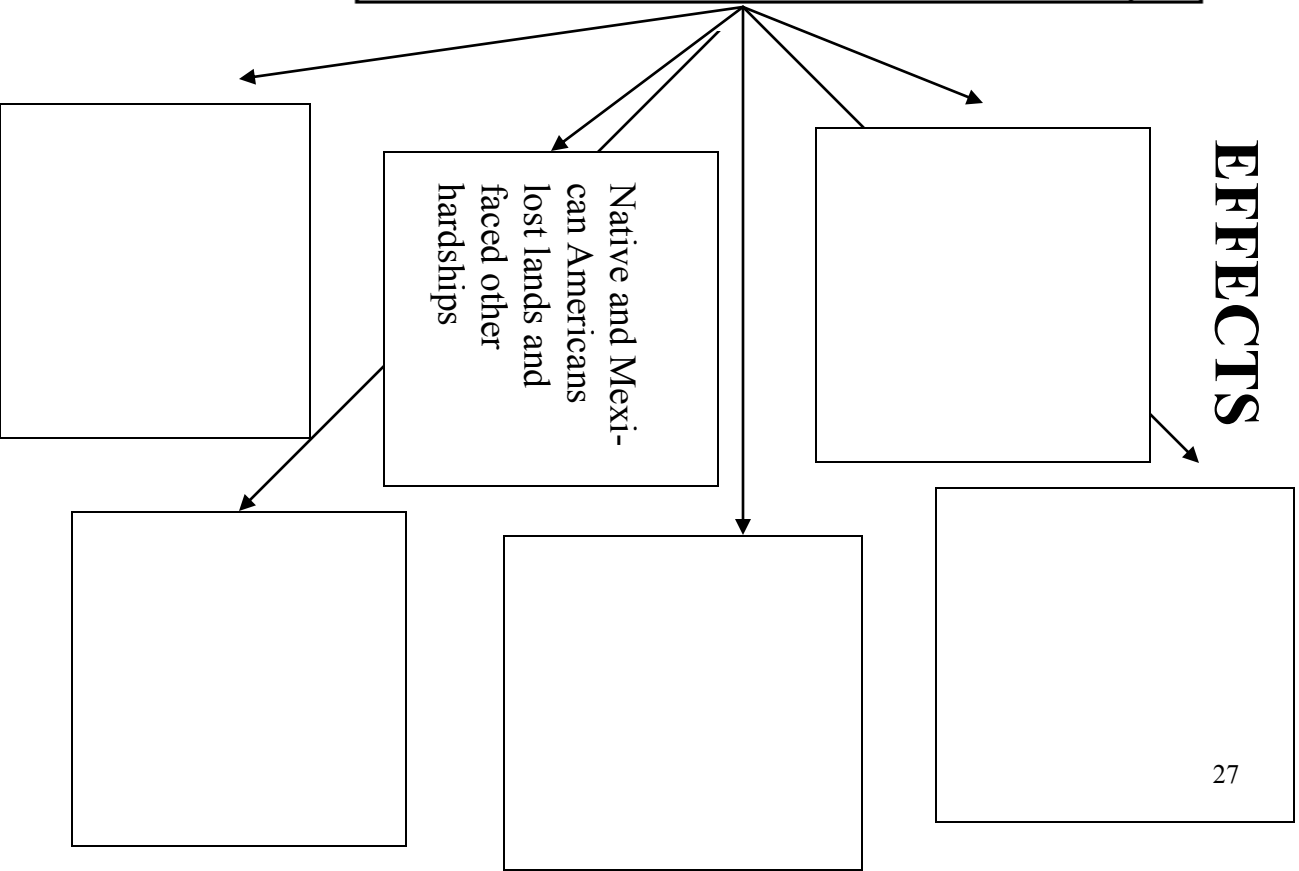 EFFECTS
Native and Mexi-
can Americans
lost lands and
faced other
hardships
27